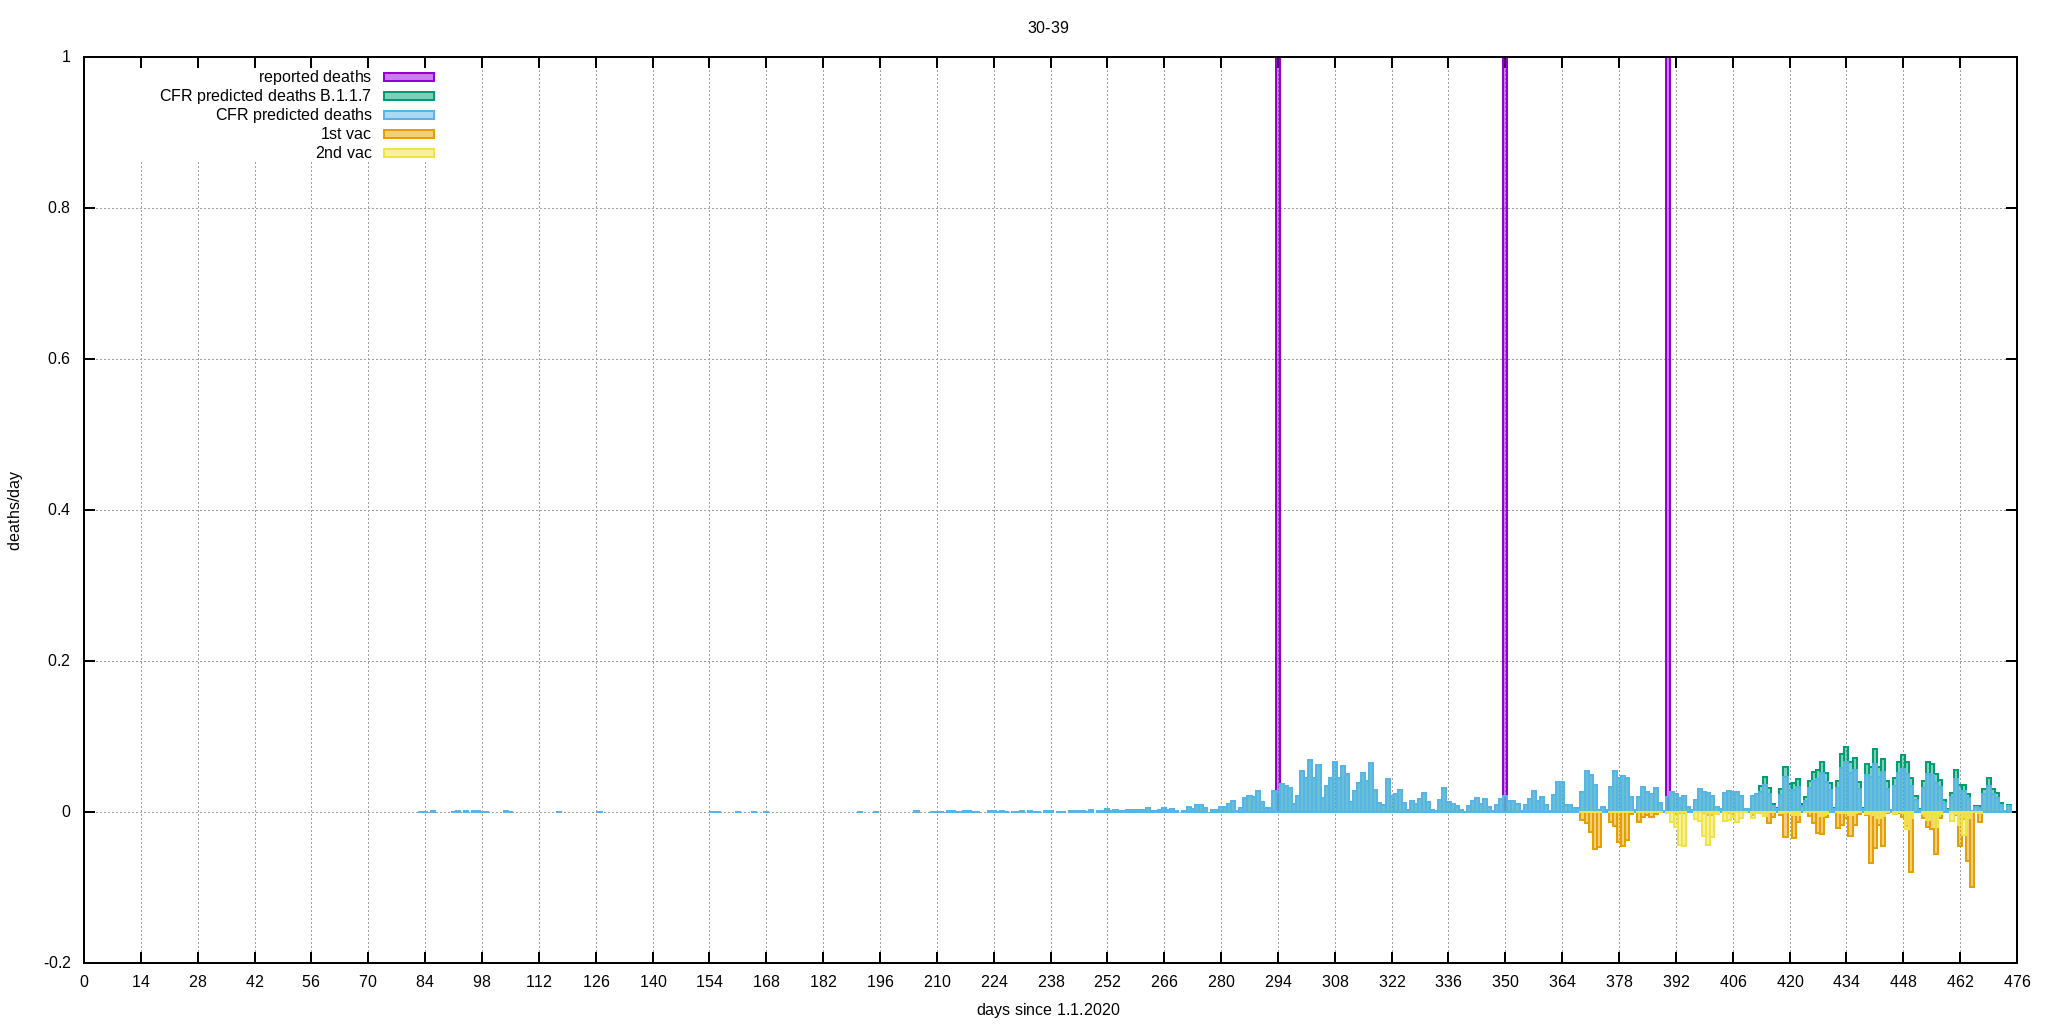 30-39
1
reported deaths
CFR predicted deaths B.1.1.7
CFR predicted deaths
1st vac
2nd vac
0.8
0.6
0.4
deaths/day
0.2
0
-0.2
0 14 28 42 56 70 84 98 112 126 140 154 168 182 196 210 224 238 252 266 280 294 308 322 336 350 364 378 392 406 420 434 448 462 476
days since 1.1.2020